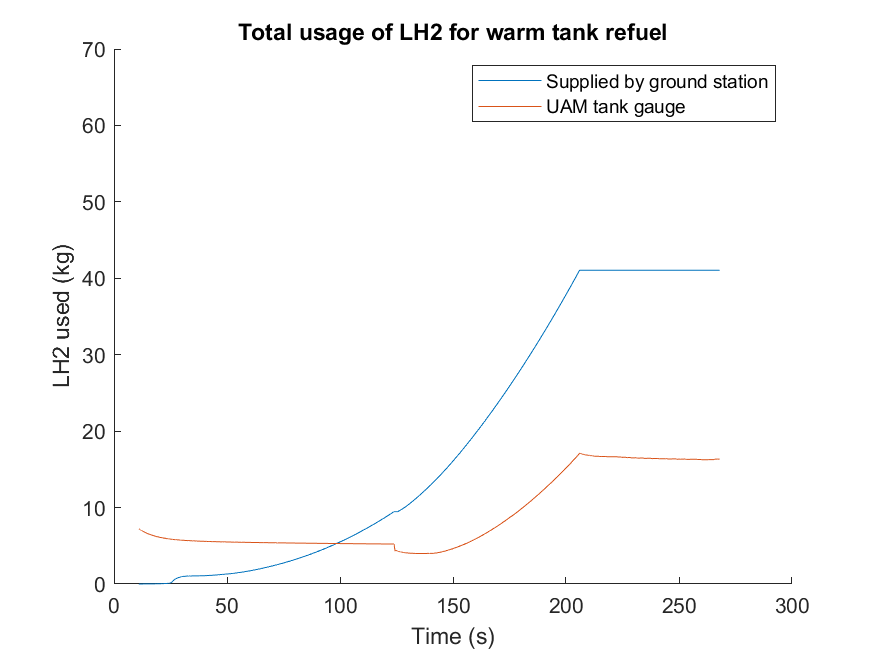 Total usage of LH2 for warm tank refuel
70
60
50
40
30
20
10
0
LH2 used (kg)
Supplied by ground station
UAM tank gauge
0 50 100 150 200 250 300
Time (s)